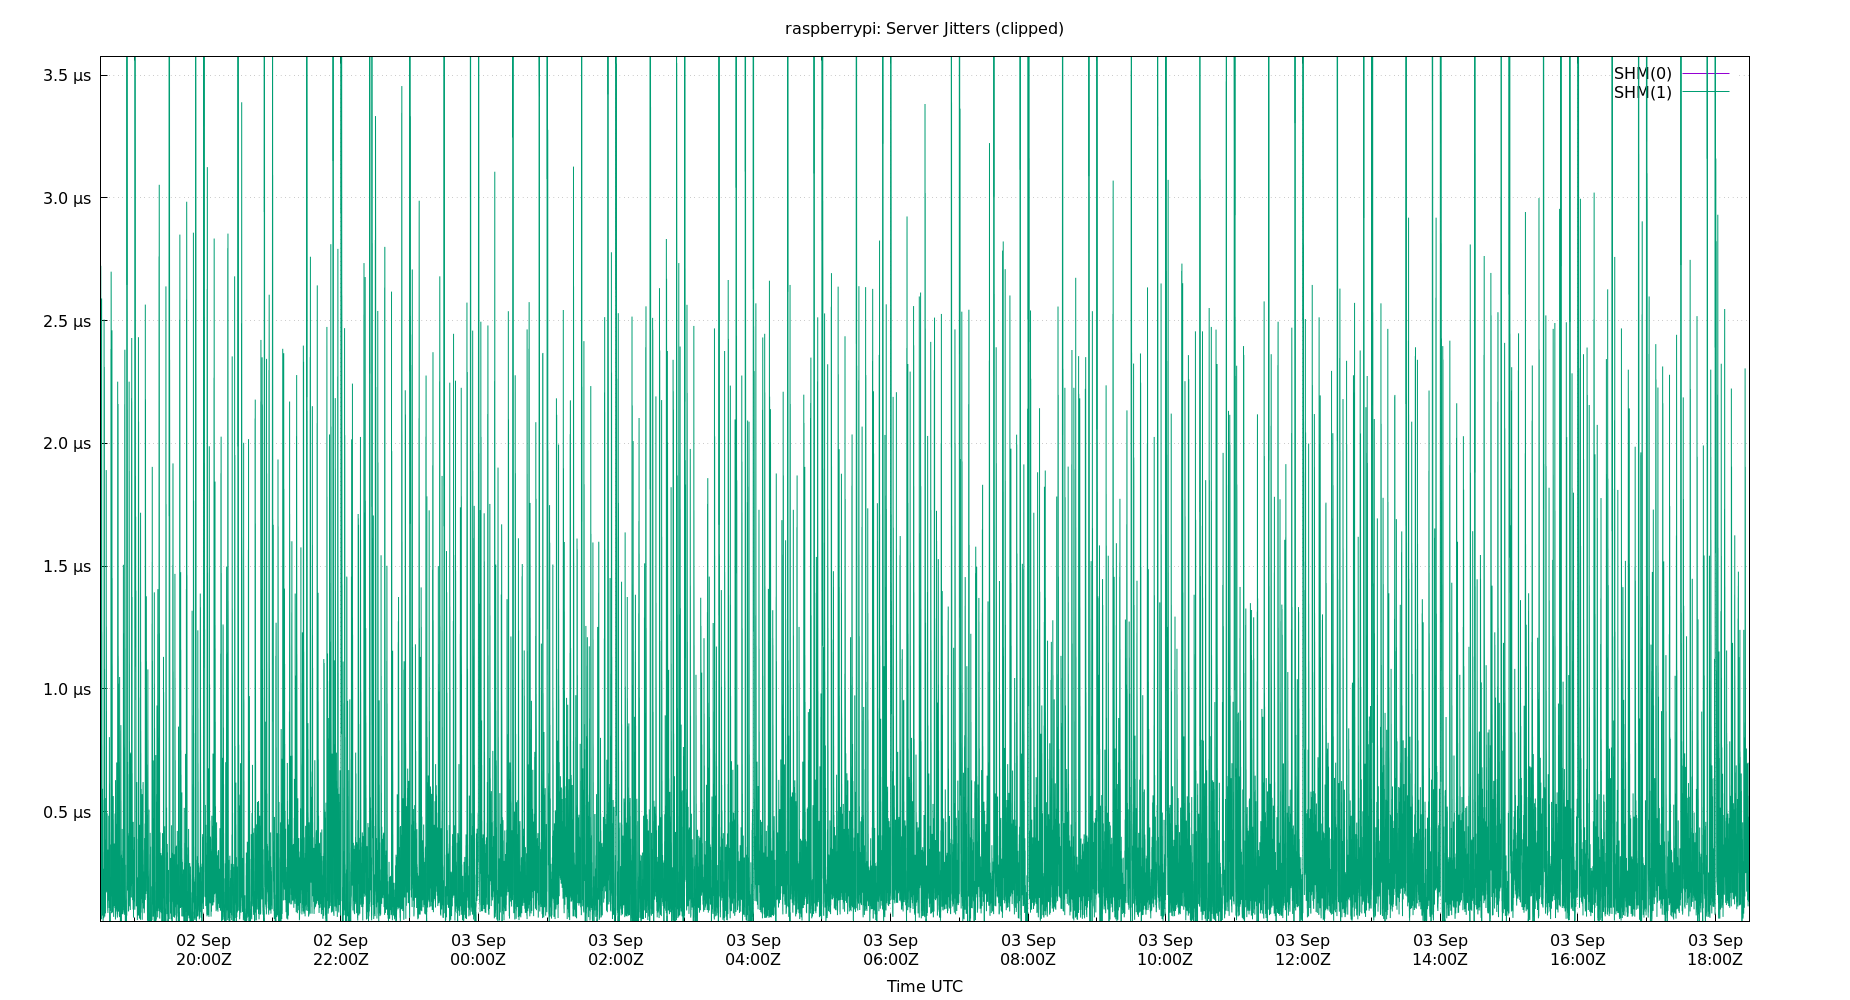 raspberrypi: Server Jitters (clipped)
3.5 µs
3.0 µs
2.5 µs
2.0 µs
1.5 µs
1.0 µs
0.5 µs
SHM(0)
SHM(1)
02 Sep 02 Sep 03 Sep 03 Sep 03 Sep 03 Sep 03 Sep 03 Sep 03 Sep 03 Sep 03 Sep 03 Sep
20:00Z 22:00Z 00:00Z 02:00Z 04:00Z 06:00Z 08:00Z 10:00Z 12:00Z 14:00Z 16:00Z 18:00Z
Time UTC